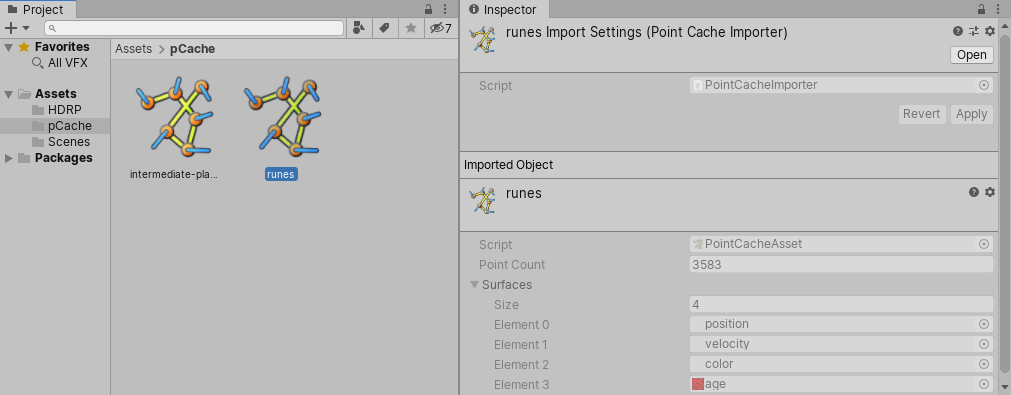 Project
7
Favorites
All VFX
Assets
HDRP
pCache
Scenes
Packages
Assets > pCache
intermediate-pla...
runes
Inspector
runes Import Settings (Point Cache Importer)
Open
Script PointCacheImporter
Revert Apply
Imported Object
runes
Script PointCacheAsset
Point Count 3583
Surfaces
Size 4
Element 0 position
Element 1 velocity
Element 2 color
Element 3 age